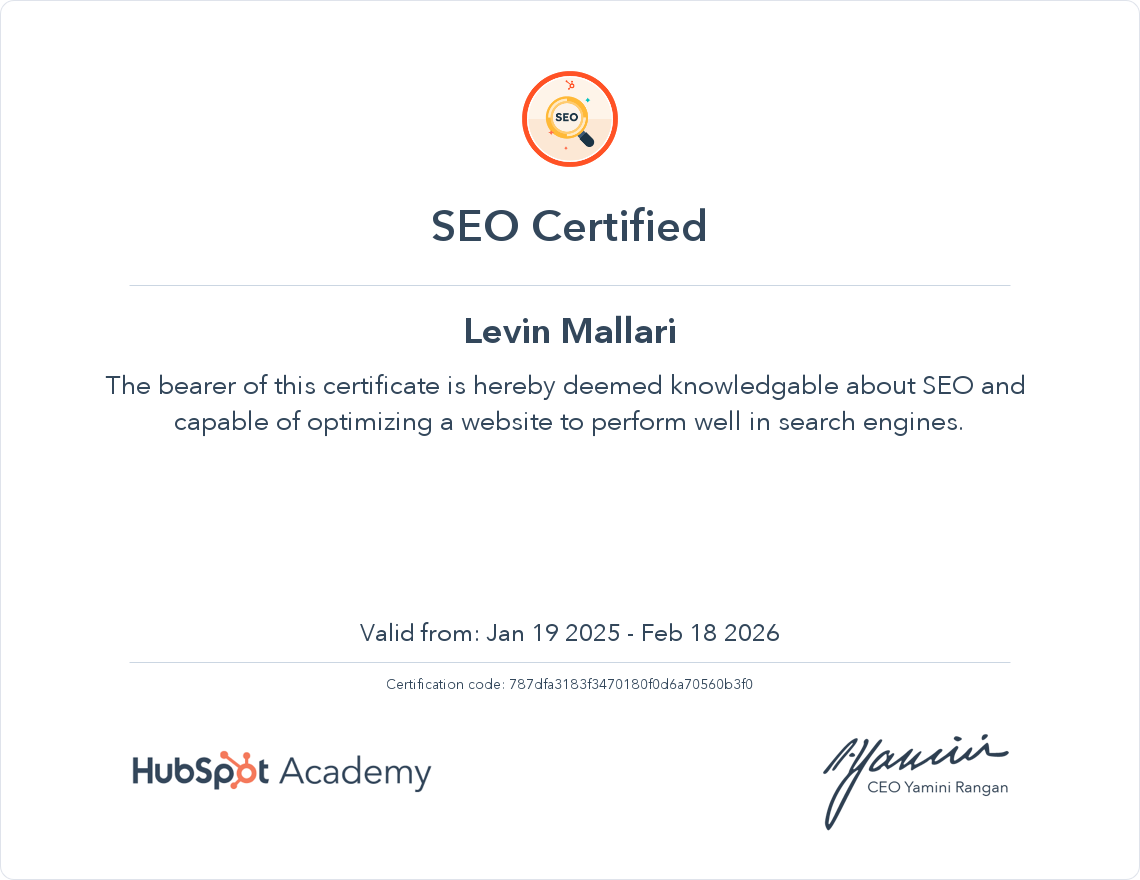 SEO
SEO Certified
Levin Mallari
The bearer of this certificate is hereby deemed knowledgable about SEO and
capable of optimizing a website to perform well in search engines.
Valid from: Jan 19 2025 - Feb 18 2026
Certification code: 787dfa3183f3470180f0d6a70560b3f0
HubSpot Academy
Yamini
CEO Yamini Rangan